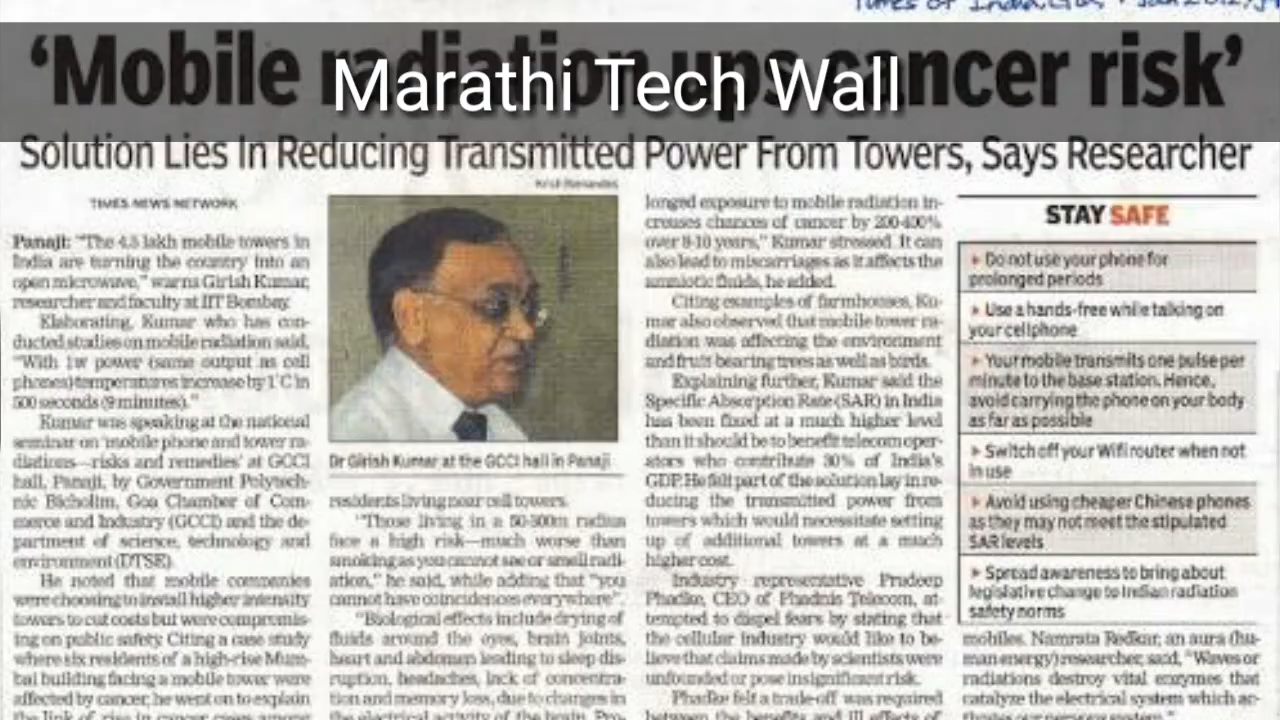 Times of India, Goa
'Mobile radiation ups cancer risk'
Marathi Tech Wall
Solution Lies In Reducing Transmitted Power From Towers, Says Researcher
TIMES NEWS NETWORK
Panaji: "The 4.5 lakh mobile towers in
India are turning the country into an
open microwave," warns Girish Kumar,
researcher and faculty at IIT Bombay.
Elaborating, Kumar who has con-
ducted studies on mobile radiation said,
"With 1w power (same output as cell
phones) temperatures increase by 1°C in
500 seconds (9 minutes)."
Kumar was speaking at the national
seminar on 'mobile phone and tower ra-
diations—risks and remedies' at GCCI
hall, Panaji, by Government Polytech-
nic Bicholim, Goa Chamber of Com-
merce and Industry (GCCI) and the de-
partment of science, technology and
environment (DTSE).
He noted that mobile companies
were choosing to install higher intensity
towers to cut costs but were compromis-
ing on public safety. Citing a case study
where six residents of a high-rise Mum-
bai building facing a mobile tower were
affected by cancer, he went on to explain
the link of rise in cancer cases among
Dr Girish Kumar at the GCCI hall in Panaji
residents living near cell towers.
"Those living in a 50-300m radius
face a high risk—much worse than
smoking as you cannot see or smell radi-
ation," he said, while adding that "you
cannot have coincidences everywhere".
"Biological effects include drying of
fluids around the eyes, brain joints,
heart and abdomen leading to sleep dis-
ruption, headaches, lack of concentra-
tion and memory loss, due to changes in
the electrical activity of the brain. Pro-
longed exposure to mobile radiation in-
creases chances of cancer by 200-400%
over 8-10 years," Kumar stressed. It can
also lead to miscarriages as it affects the
amniotic fluids, he added.
Citing examples of farmhouses, Ku-
mar also observed that mobile tower ra-
diation was affecting the environment
and fruit bearing trees as well as birds.
Explaining further, Kumar said the
Specific Absorption Rate (SAR) in India
has been fixed at a much higher level
than it should be to benefit telecom oper-
ators who contribute 30% of India's
GDP. He felt part of the solution lay in re-
ducing the transmitted power from
towers which would necessitate setting
up of additional towers at a much
higher cost.
Industry representative Pradeep
Phadke, CEO of Phadnis Telecom, at-
tempted to dispel fears by stating that
the cellular industry would like to be-
lieve that claims made by scientists were
unfounded or pose insignificant risk.
Phadke felt a trade-off was required
between the benefits and ill effects of
STAY SAFE
Do not use your phone for
prolonged periods
Use a hands-free while talking on
your cellphone
Your mobile transmits one pulse per
minute to the base station. Hence,
avoid carrying the phone on your body
as far as possible
Switch off your Wifi router when not
in use
Avoid using cheaper Chinese phones
as they may not meet the stipulated
SAR levels
Spread awareness to bring about
legislative change to Indian radiation
safety norms
mobiles. Namrata Redkar, an aura (hu-
man energy) researcher, said, "Waves or
radiations destroy vital enzymes that
catalyze the electrical system which ac-